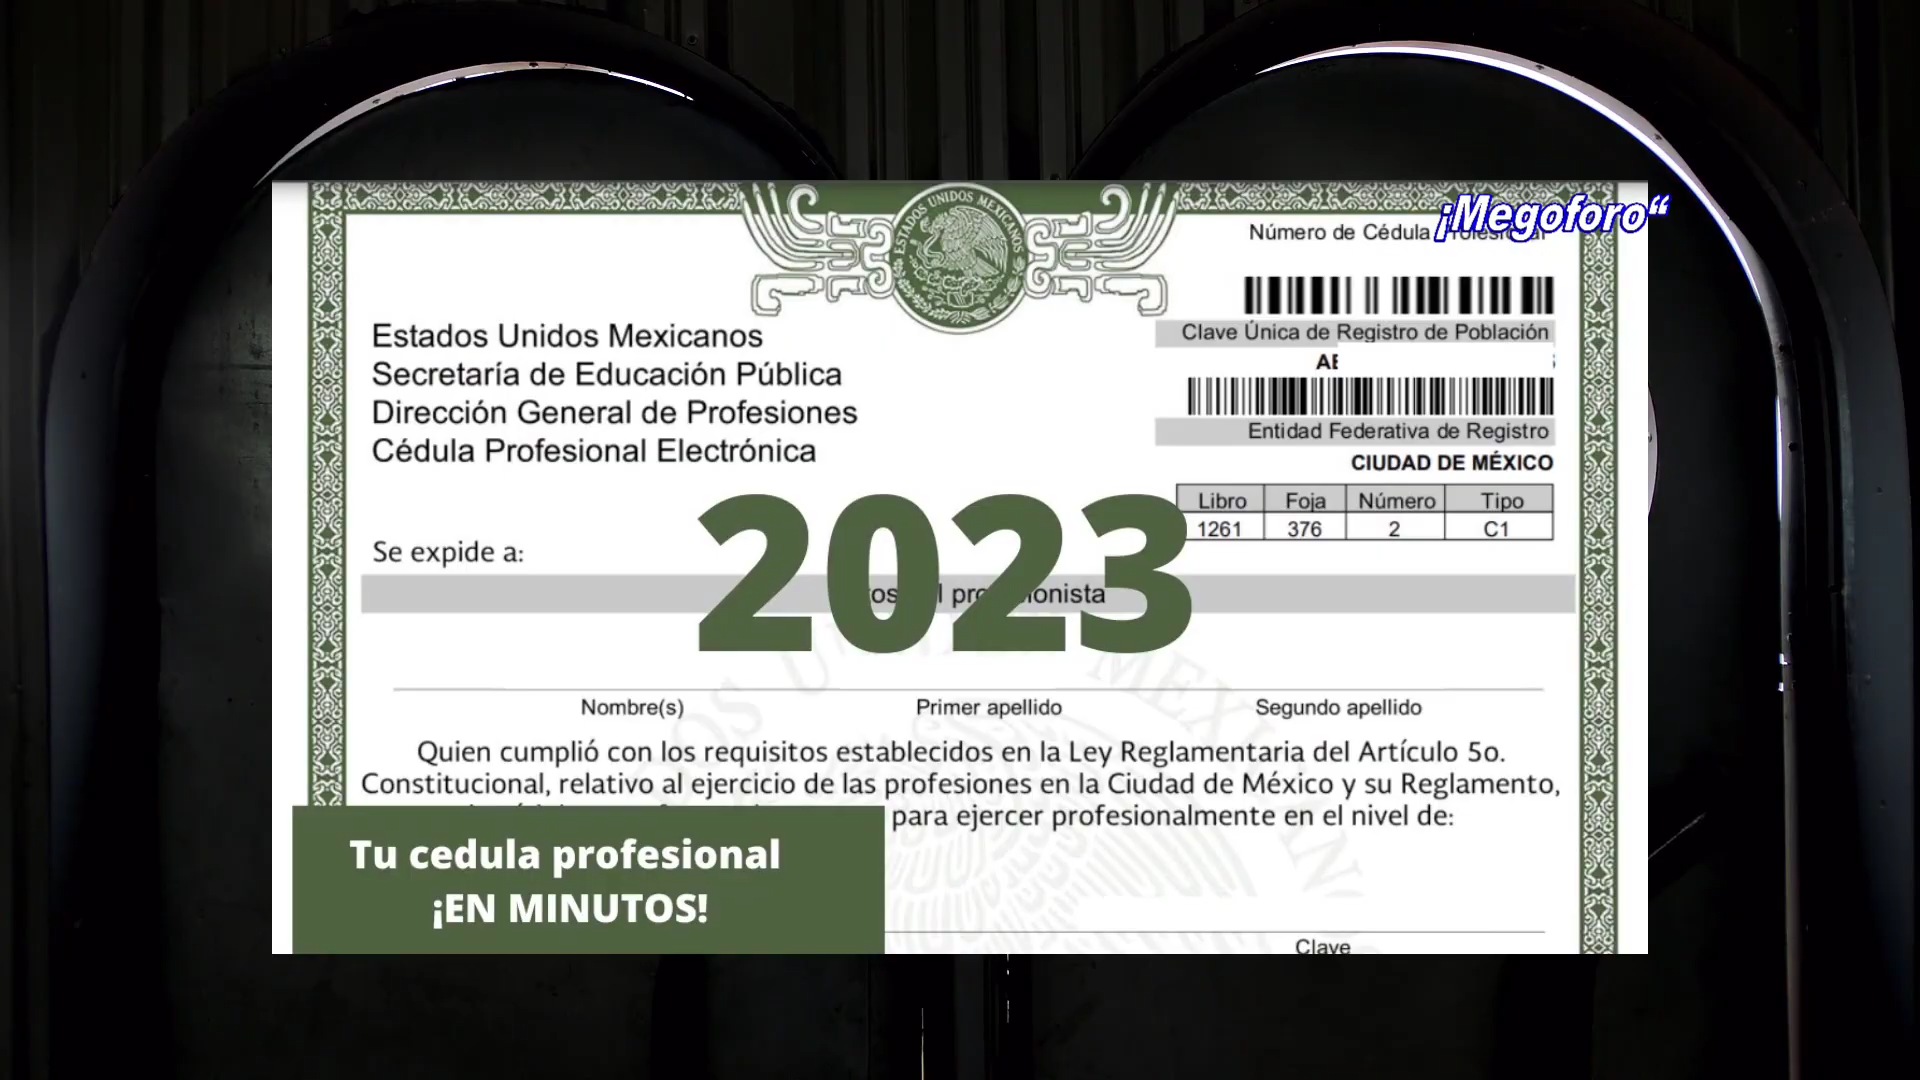 ¡Megoforo“
ESTADOS UNIDOS MEXICANOS
Número de Cédula
Clave Única de Registro de Población
Estados Unidos Mexicanos
Secretaría de Educación Pública
Dirección General de Profesiones
Cédula Profesional Electrónica
Entidad Federativa de Registro
CIUDAD DE MÉXICO
Libro Foja Número Tipo
1261 376 2 C1
2023
Se expide a:
Nombre(s) Primer apellido Segundo apellido
Quien cumplió con los requisitos establecidos en la Ley Reglamentaria del Artículo 5o.
Constitucional, relativo al ejercicio de las profesiones en la Ciudad de México y su Reglamento,
para ejercer profesionalmente en el nivel de:
Tu cedula profesional
¡EN MINUTOS!
Clave